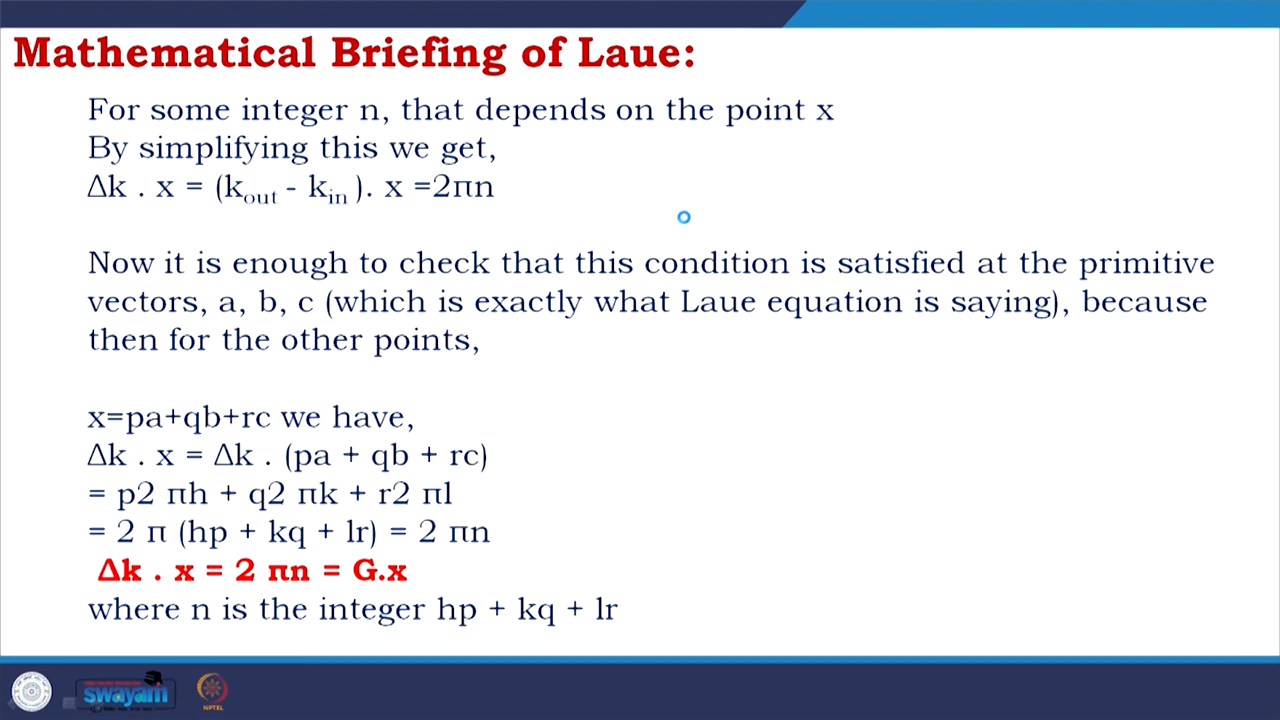 Mathematical Briefing of Laue:
For some integer n, that depends on the point x
By simplifying this we get,
Δk . x = (kout - kin ). x =2πn
Now it is enough to check that this condition is satisfied at the primitive
vectors, a, b, c (which is exactly what Laue equation is saying), because
then for the other points,
x=pa+qb+rc we have,
Δk . x = Δk . (pa + qb + rc)
= p2 πh + q2 πk + r2 πl
= 2 π (hp + kq + lr) = 2 πn
Δk . x = 2 πn = G.x
where n is the integer hp + kq + lr
swayam
NPTEL